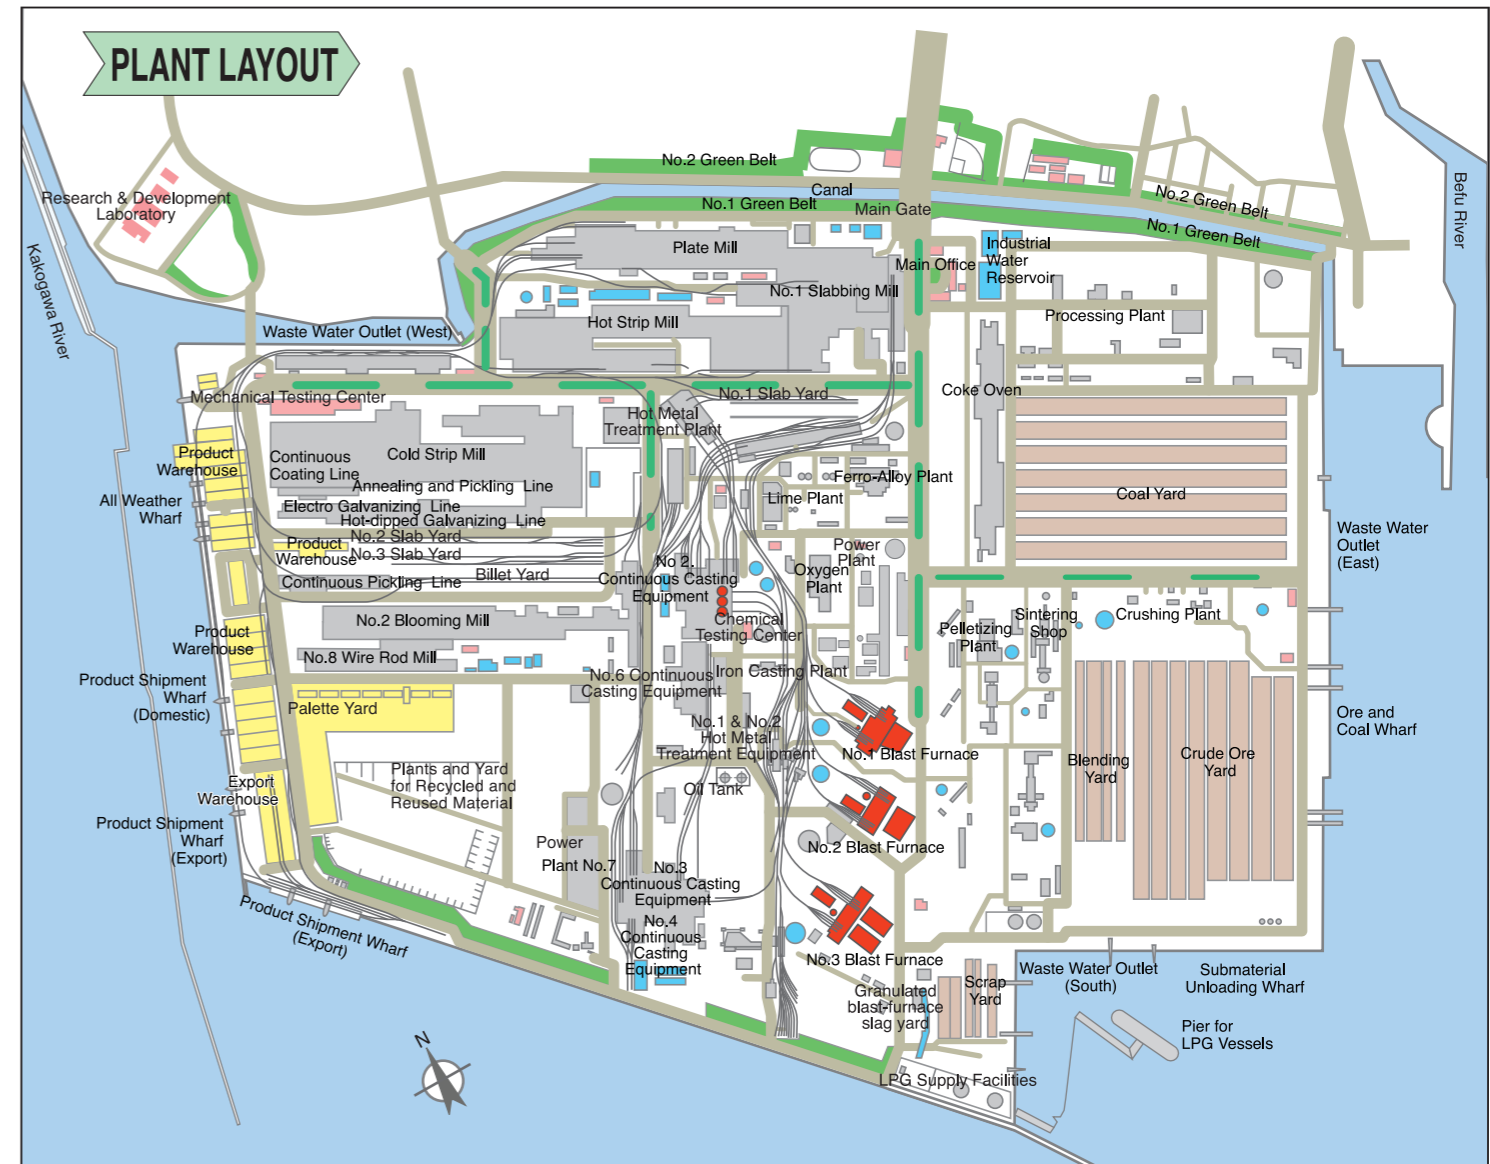 PLANT LAYOUT
No.2 Green Belt
Canal
No.1 Green Belt
Main Gate
No.2 Green Belt
No.1 Green Belt
Befu River
Research & Development
Laboratory
Kakogawa River
Plate Mill
Main Office
Industrial
Water
Reservoir
No.1 Slabbing Mill
Hot Strip Mill
Processing Plant
Waste Water Outlet (West)
Mechanical Testing Center
No.1 Slab Yard
Coke Oven
Hot Metal
Treatment Plant
Product
Warehouse
Continuous
Coating Line
Cold Strip Mill
Annealing and Pickling Line
Ferro-Alloy Plant
Lime Plant
Coal Yard
All Weather
Wharf
Electro Galvanizing Line
Hot-dipped Galvanizing Line
No.2 Slab Yard
Product
Warehouse
No.3 Slab Yard
Continuous Pickling Line
Billet Yard
No 2.
Continuous Casting
Equipment
Power
Plant
Oxygen
Plant
Waste Water
Outlet
(East)
No.2 Blooming Mill
Chemical
Testing Center
Pelletizing
Plant
Sintering
Shop
Crushing Plant
Product
Warehouse
No.8 Wire Rod Mill
No.6 Continuous
Casting Equipment
Iron Casting Plant
Product Shipment
Wharf
(Domestic)
Palette Yard
No.1 & No.2
Hot Metal
Treatment Equipment
No.1 Blast Furnace
Blending
Yard
Crude Ore
Yard
Ore and
Coal Wharf
Export
Warehouse
Plants and Yard
for Recycled and
Reused Material
Oil Tank
Product Shipment
Wharf
(Export)
Power
Plant No.7
No.2 Blast Furnace
No.3
Continuous Casting
Equipment
No.4
Continuous
Casting
Equipment
Product Shipment Wharf
(Export)
No.3 Blast Furnace
Granulated
blast-furnace
slag yard
Scrap
Yard
Waste Water Outlet
(South)
Submaterial
Unloading Wharf
Pier for
LPG Vessels
LPG Supply Facilities
N